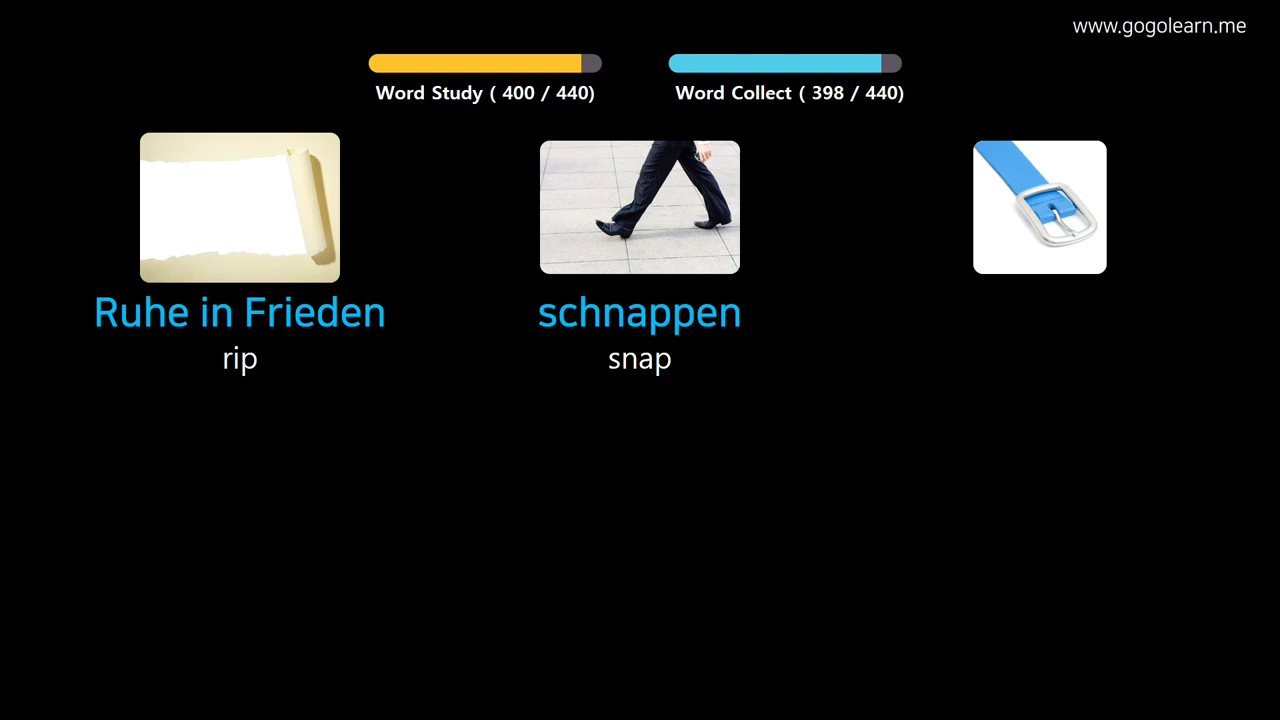 www.gogolearn.me
Word Study ( 400 / 440)
Word Collect ( 398 / 440)
Ruhe in Frieden
rip
schnappen
snap